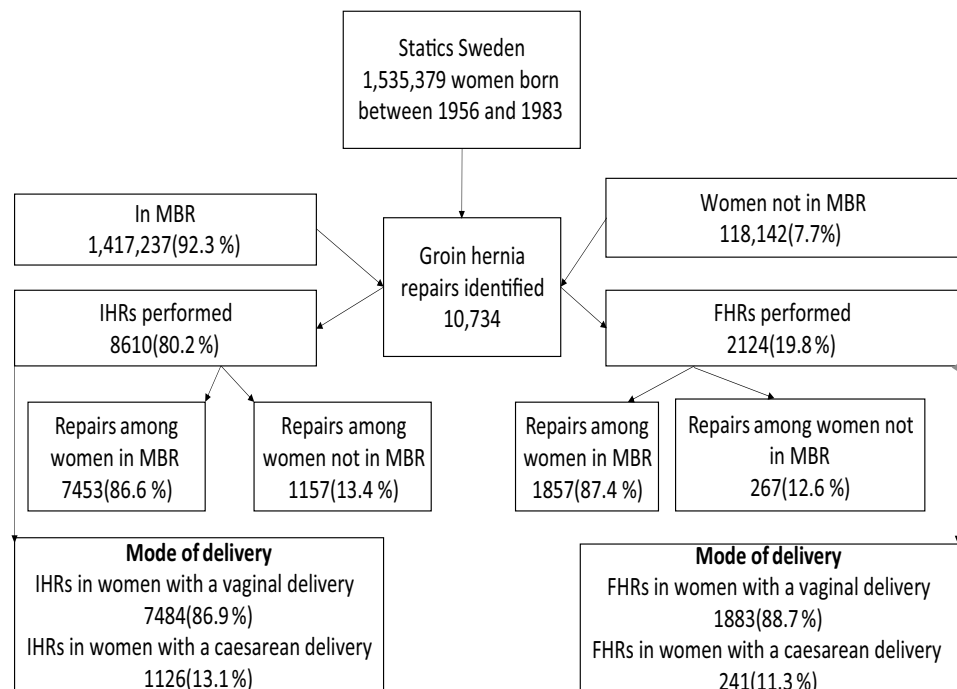 Statics Sweden
1,535,379 women born
between 1956 and 1983
In MBR
1,417,237(92.3 %)
Women not in MBR
118,142(7.7%)
Groin hernia
repairs identified
10,734
IHRs performed
8610(80.2 %)
FHRs performed
2124(19.8 %)
Repairs among
women in MBR
7453(86.6 %)
Repairs among
women not in MBR
1157(13.4 %)
Repairs among
women in MBR
1857(87.4 %)
Repairs among women not
in MBR
267(12.6 %)
Mode of delivery
IHRs in women with a vaginal delivery
7484(86.9 %)
IHRs in women with a caesarean delivery
1126(13.1 %)
Mode of delivery
FHRs in women with a vaginal delivery
1883(88.7 %)
FHRs in women with a caesarean delivery
241(11.3 %)